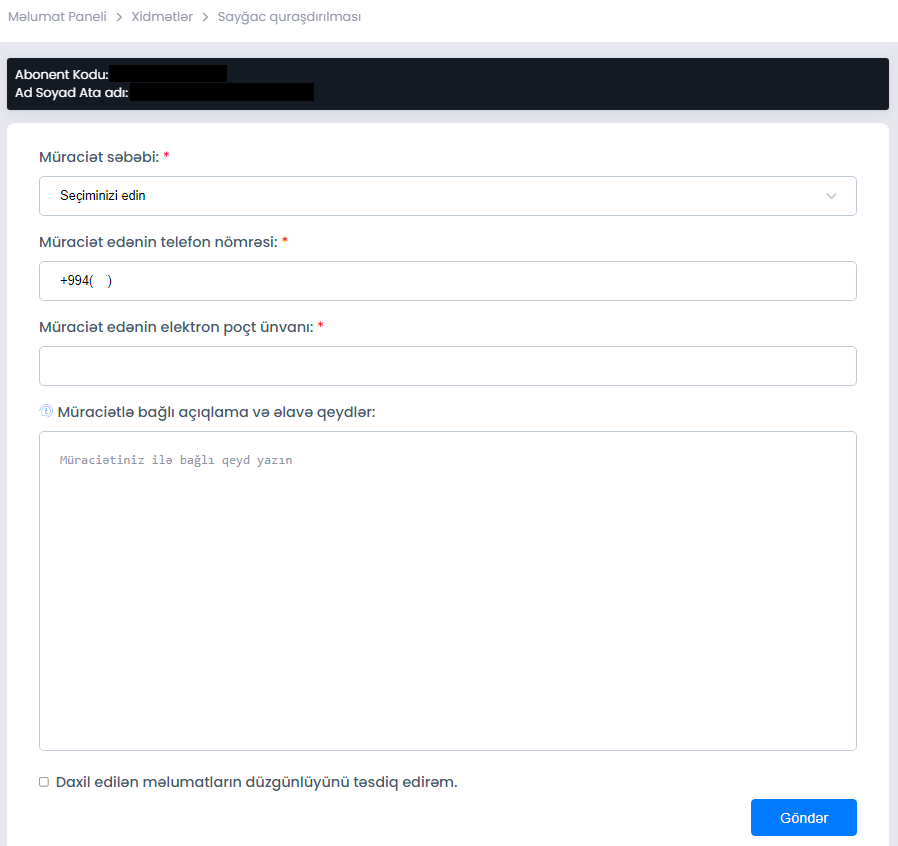 Məlumat Paneli > Xidmətlər > Sayğac quraşdırılması
Abonent Kodu:
Ad Soyad Ata adı:
Müraciət səbəbi: *
Seçiminizi edin
Müraciət edənin telefon nömrəsi: *
+994( )
Müraciət edənin elektron poçt ünvanı: *
Müraciətlə bağlı açıqlama və əlavə qeydlər:
Müraciətiniz ilə bağlı qeyd yazın
Daxil edilən məlumatların düzgünlüyünü təsdiq edirəm.
Göndər